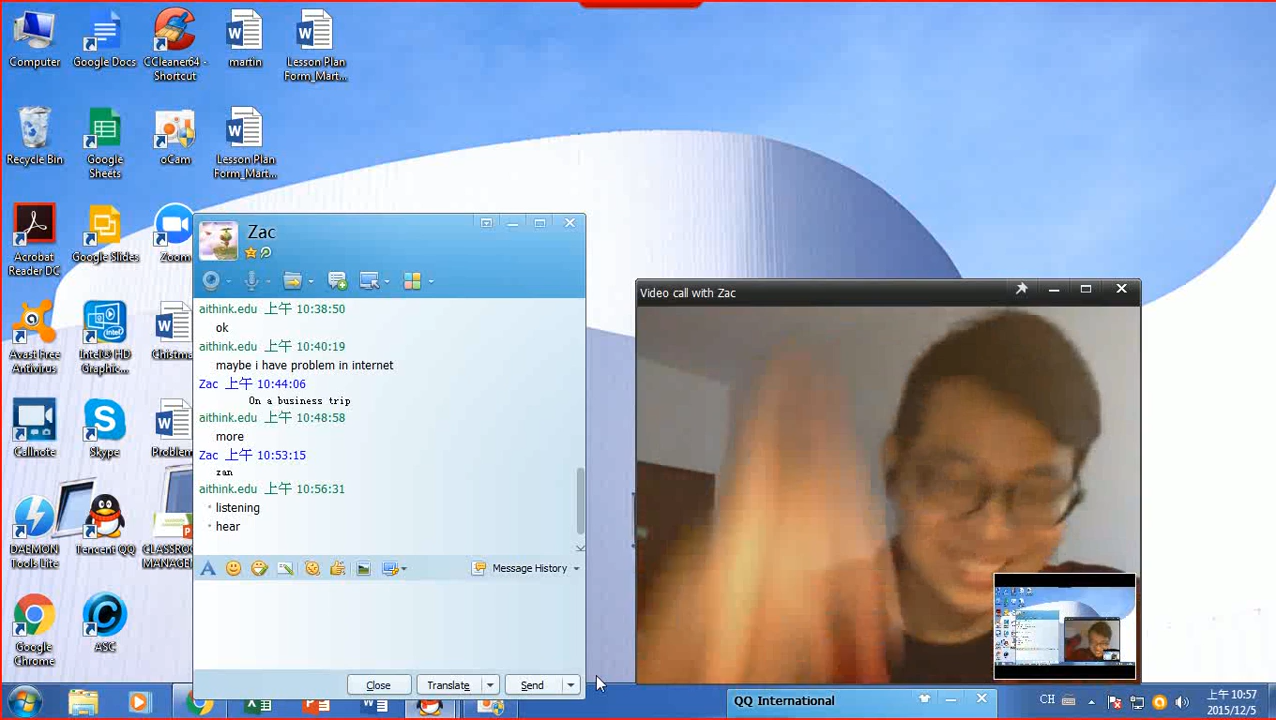 Computer
Google Docs
CCleaner64 -
Shortcut
martin
Lesson Plan
Form_Mart...
Recycle Bin
Google
Sheets
oCam
Lesson Plan
Form_Mart...
Acrobat
Reader DC
Google Slides
Zoom
Avast Free
Antivirus
Intel® HD
Graphic...
Christma
Callnote
Skype
Problem
DAEMON
Tools Lite
Tencent QQ
CLASSROO
MANAGEM
Google
Chrome
ASC
Zac
aithink.edu 上午 10:38:50
ok
aithink.edu 上午 10:40:19
maybe i have problem in internet
Zac 上午 10:44:06
On a business trip
aithink.edu 上午 10:48:58
more
Zac 上午 10:53:15
zan
aithink.edu 上午 10:56:31
listening
hear
Message History
Close
Translate
Send
Video call with Zac
QQ International
CH
上午 10:57
2015/12/5